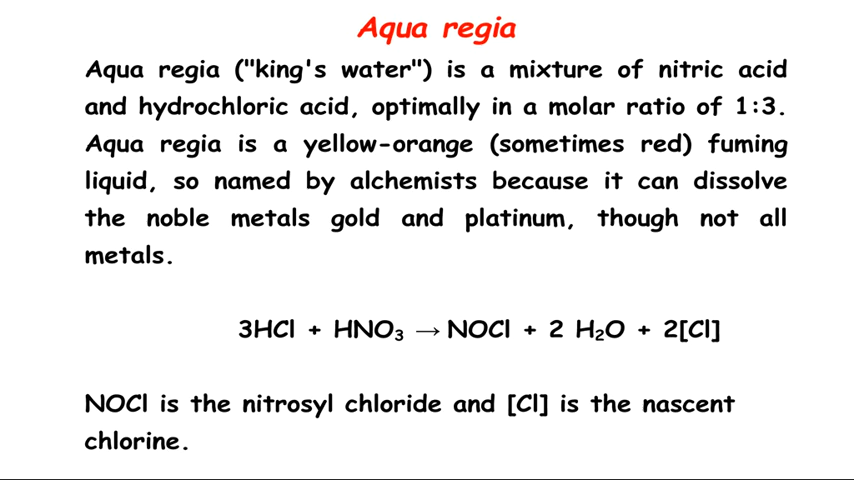 Aqua regia
Aqua regia ("king's water") is a mixture of nitric acid
and hydrochloric acid, optimally in a molar ratio of 1:3.
Aqua regia is a yellow-orange (sometimes red) fuming
liquid, so named by alchemists because it can dissolve
the noble metals gold and platinum, though not all
metals.
3HCl + HNO₃ → NOCl + 2 H₂O + 2[Cl]
NOCl is the nitrosyl chloride and [Cl] is the nascent
chlorine.